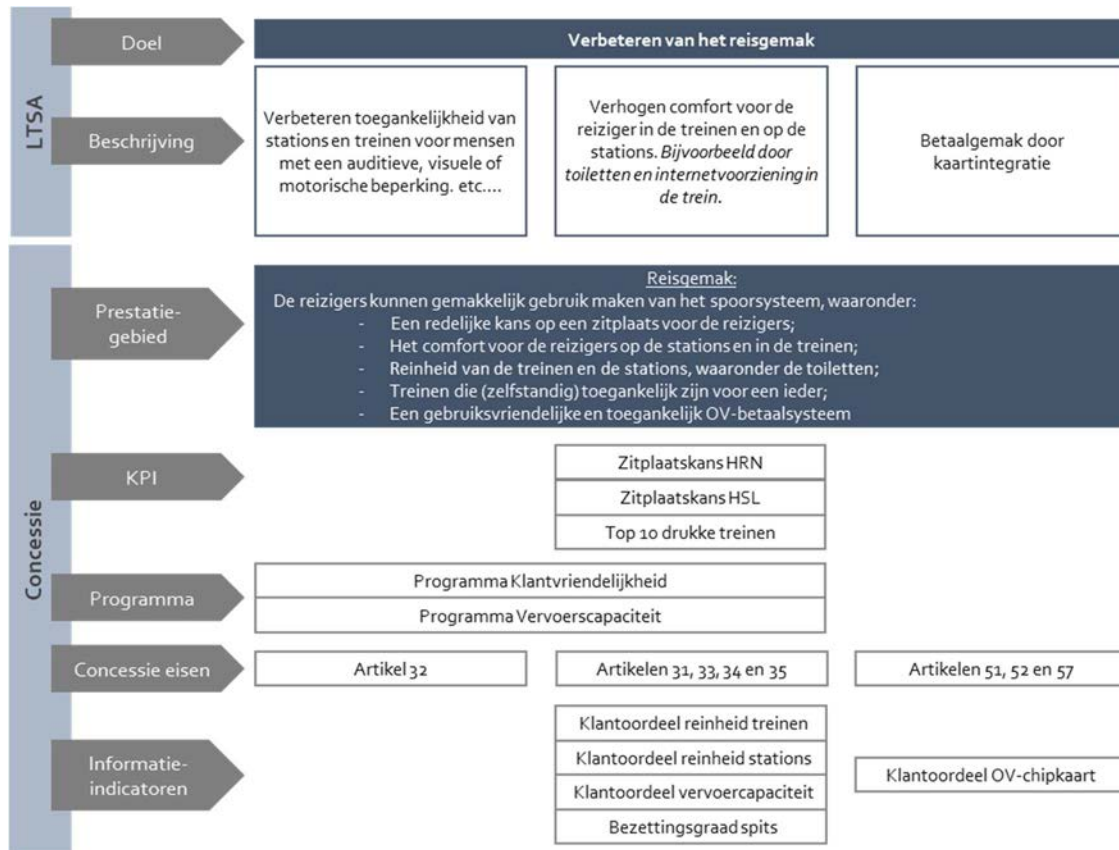 LTSA
Doel
Verbeteren van het reisgemak
Beschrijving
Verbeteren toegankelijkheid van
stations en treinen voor mensen
met een auditieve, visuele of
motorische beperking. etc....
Verhogen comfort voor de
reiziger in de treinen en op de
stations. Bijvoorbeeld door
toiletten en internetvoorziening in
de trein.
Betaalgemak door
kaartintegratie
Concessie
Prestatie-
gebied
Reisgemak:
De reizigers kunnen gemakkelijk gebruik maken van het spoorsysteem, waaronder:
- Een redelijke kans op een zitplaats voor de reizigers;
- Het comfort voor de reizigers op de stations en in de treinen;
- Reinheid van de treinen en de stations, waaronder de toiletten;
- Treinen die (zelfstandig) toegankelijk zijn voor een ieder;
- Een gebruiksvriendelijke en toegankelijk OV-betaalsysteem
KPI
Zitplaatskans HRN
Zitplaatskans HSL
Top 10 drukke treinen
Programma
Programma Klantvriendelijkheid
Programma Vervoerscapaciteit
Concessie eisen
Artikel 32
Artikelen 31, 33, 34 en 35
Artikelen 51, 52 en 57
Informatie-
indicatoren
Klantoordeel reinheid treinen
Klantoordeel reinheid stations
Klantoordeel vervoercapaciteit
Bezettingsgraad spits
Klantoordeel OV-chipkaart